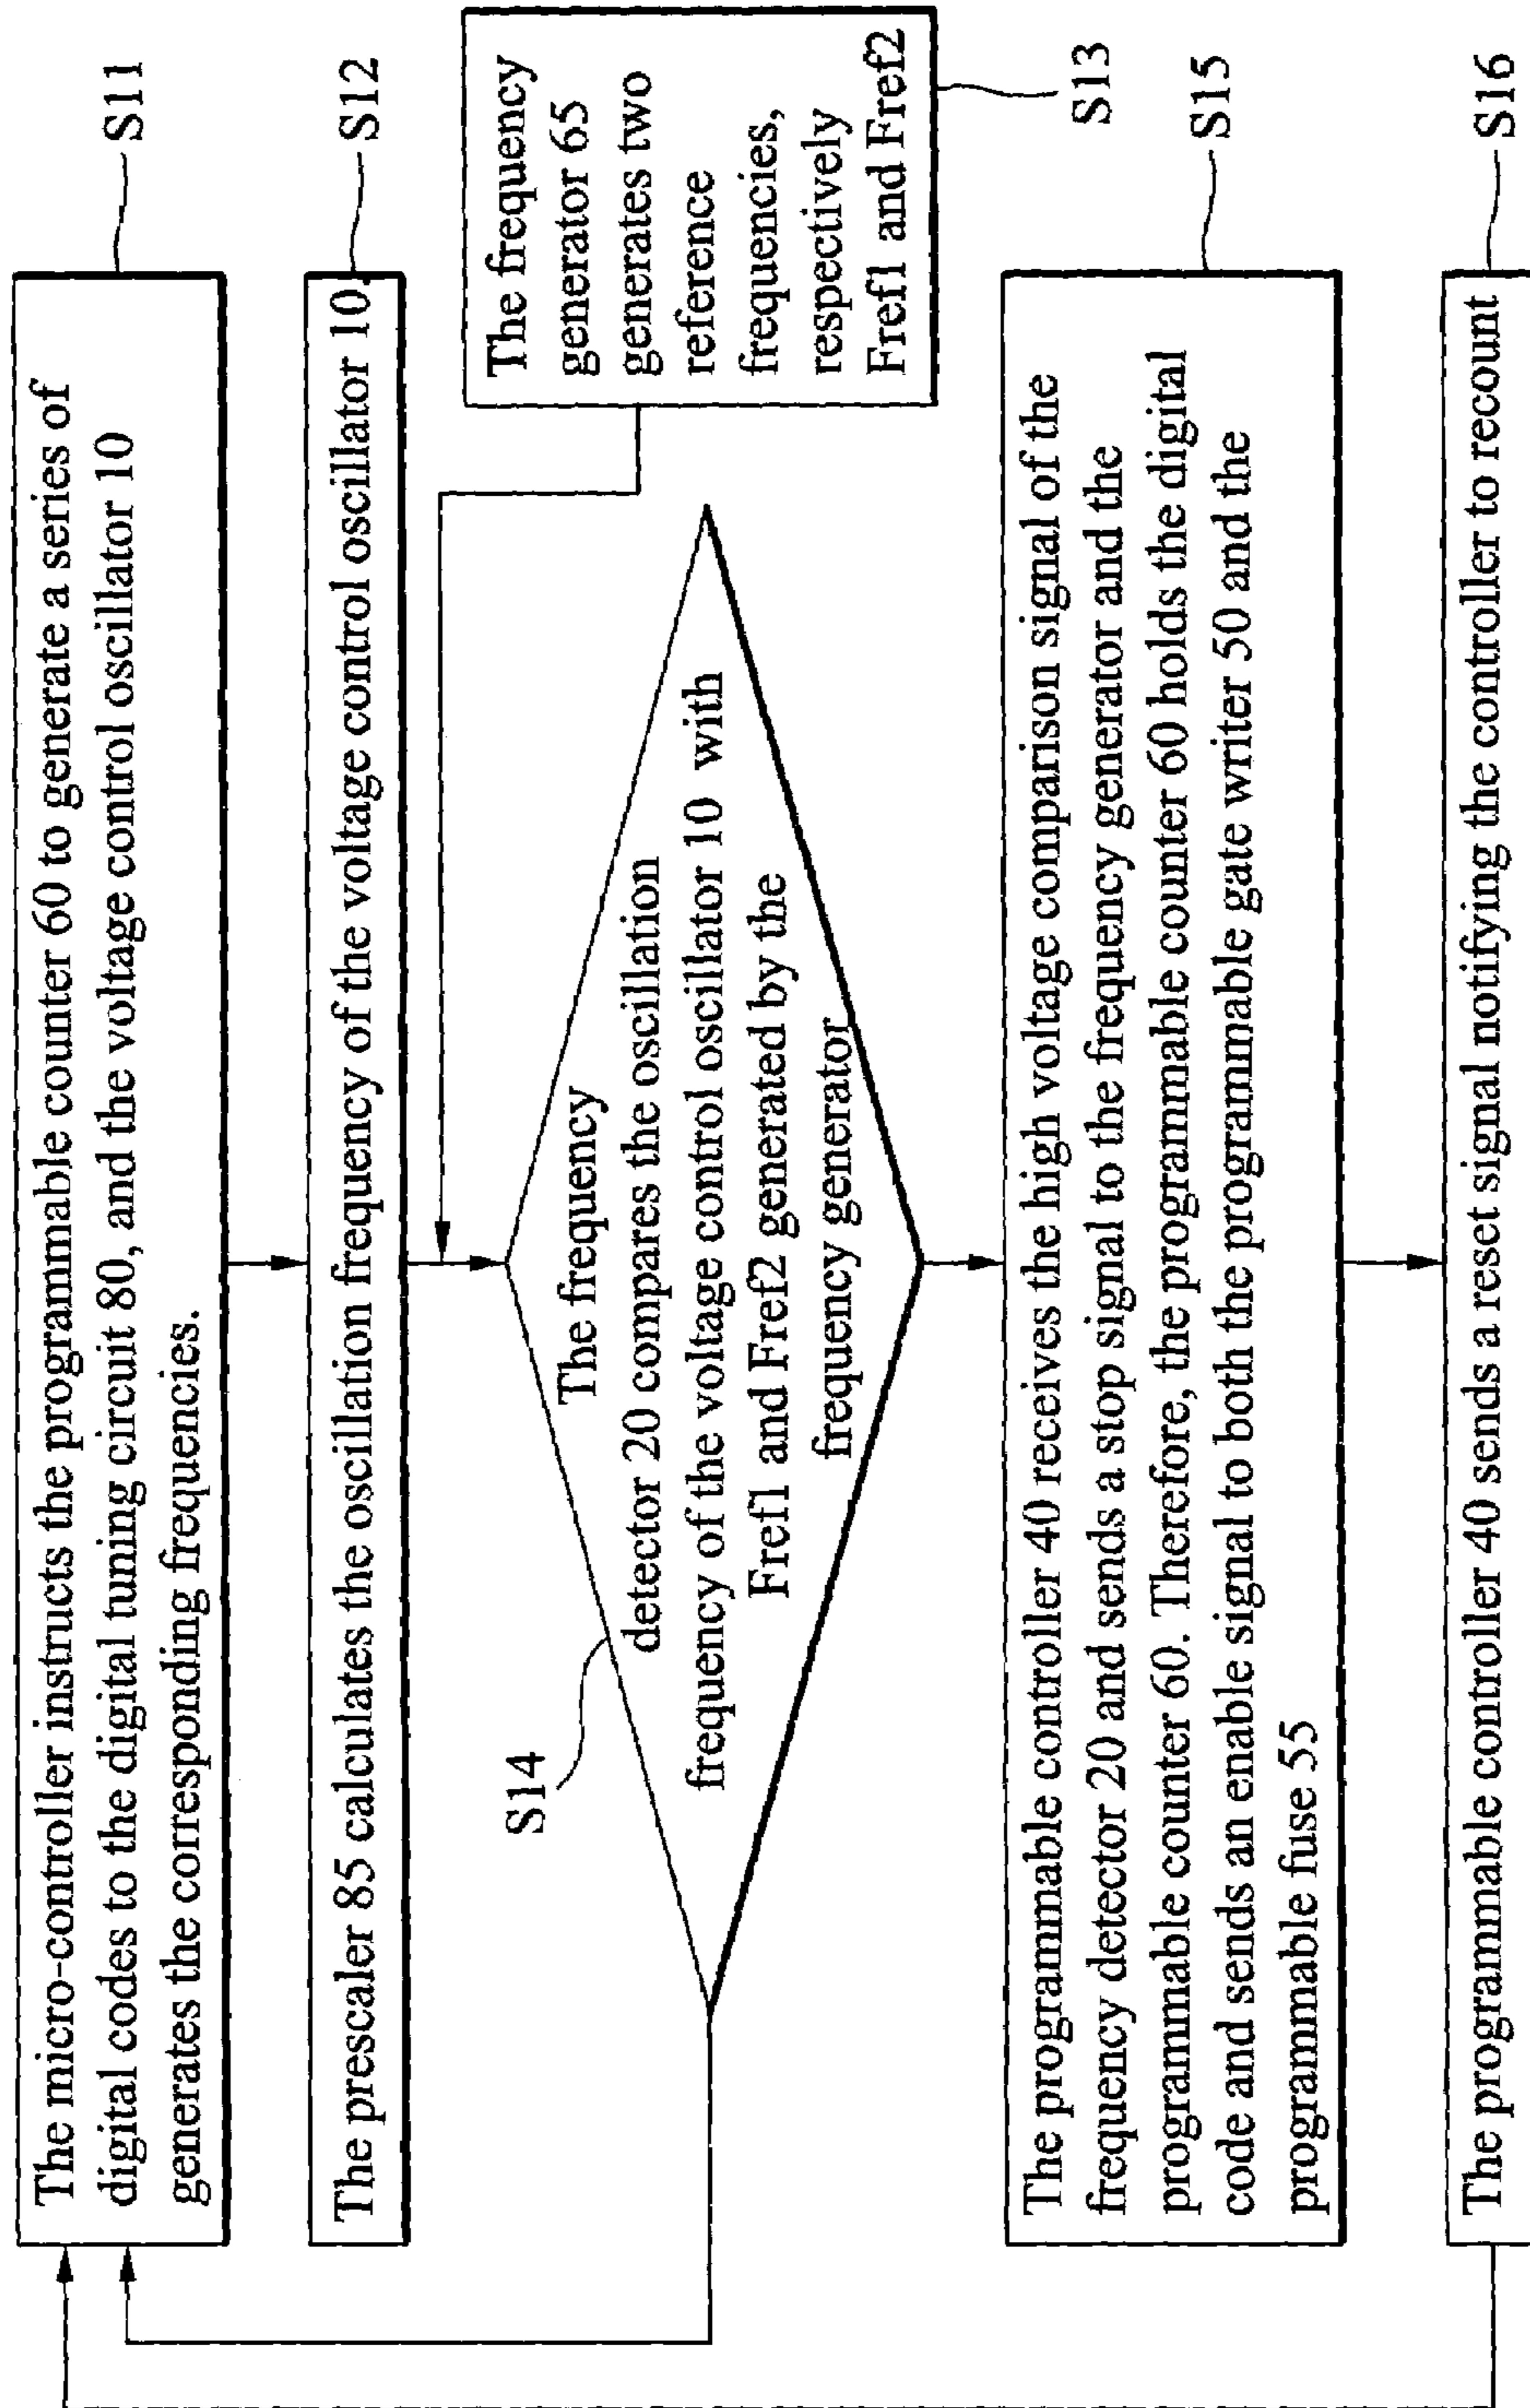 The micro-controller instructs the programmable counter 60 to generate a series of
digital codes to the digital tuning circuit 80, and the voltage control oscillator 10
generates the corresponding frequencies.
S11
The prescaler 85 calculates the oscillation frequency of the voltage control oscillator 10
S12
The frequency
generator 65
generates two
reference
frequencies,
respectively
Fref1 and Fref2
S13
S14
The frequency
detector 20 compares the oscillation
frequency of the voltage control oscillator 10 with
Fref1 and Fref2 generated by the
frequency generator
The programmable controller 40 receives the high voltage comparison signal of the
frequency detector 20 and sends a stop signal to the frequency generator and the
programmable counter 60. Therefore, the programmable counter 60 holds the digital
code and sends an enable signal to both the programmable gate writer 50 and the
programmable fuse 55
S15
The programmable controller 40 sends a reset signal notifying the controller to recount
S16